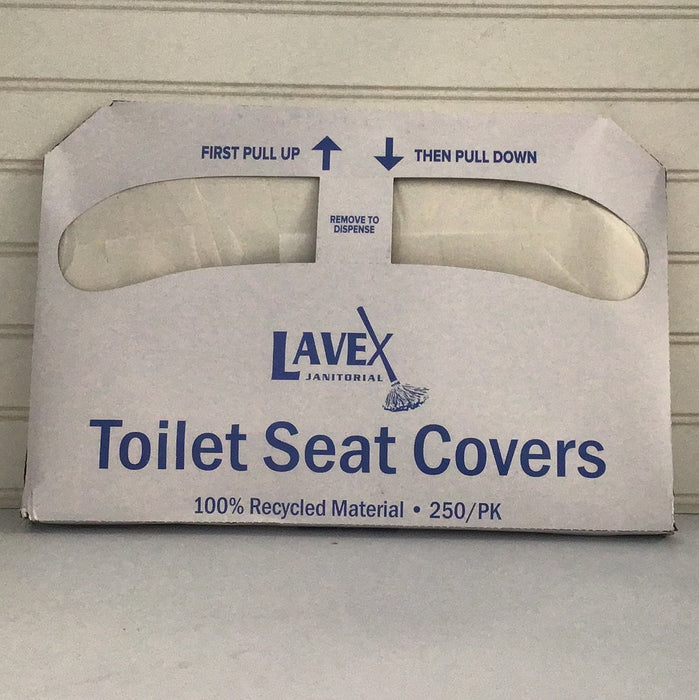 FIRST PULL UP ↑ ↓ THEN PULL DOWN
REMOVE TO
DISPENSE
LAVEX
JANITORIAL
Toilet Seat Covers
100% Recycled Material • 250/PK